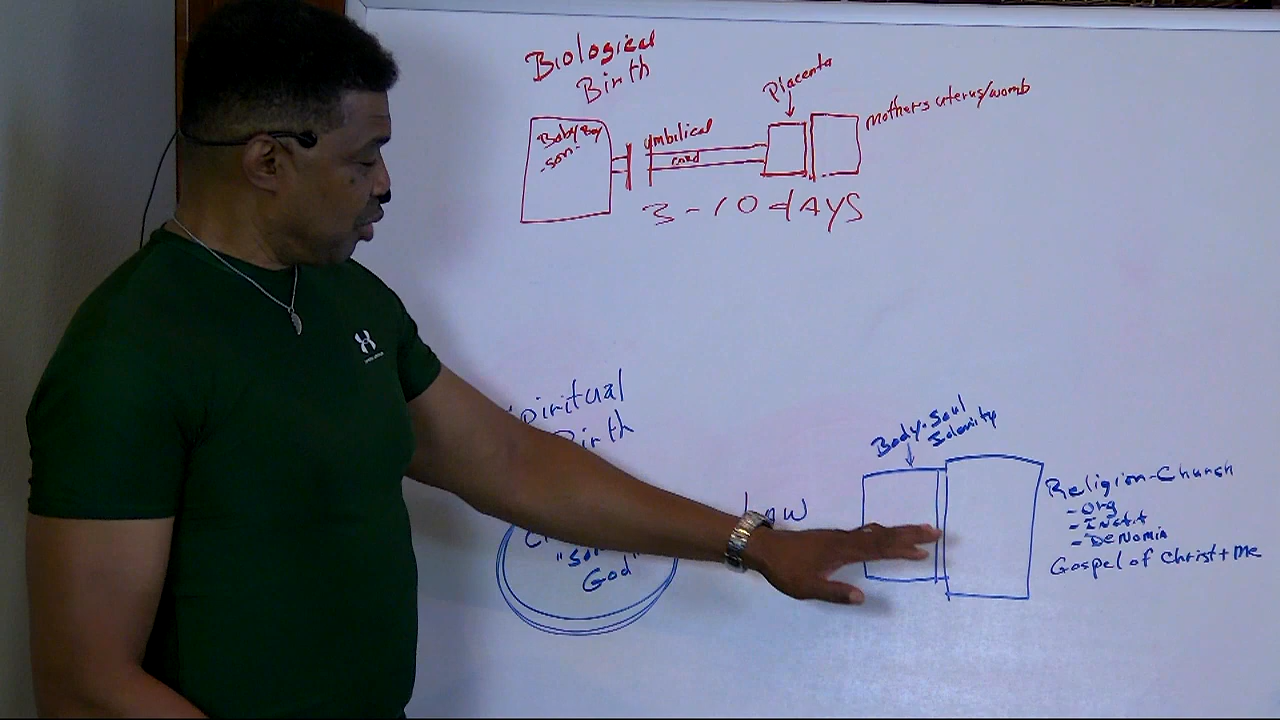 Biological
Birth
Baby Boy
-son-
umbilical
cord
Placenta
mothers uterus/womb
3-10 days
piritual
Birth
"son
God"
Law
Body-Soul
Religion-Church
- Org
- Instit
- Denomin
Gospel of Christ + Me